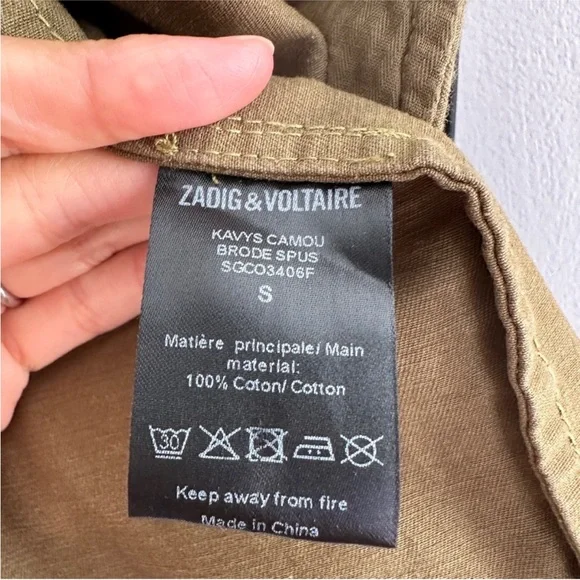 ZADIG&VOLTAIRE
KAVYS CAMOU
BRODE SPUS
SGCO3406F
S
Matière principale/ Main
material:
100% Coton/ Cotton
30
Keep away from fire
Made in China